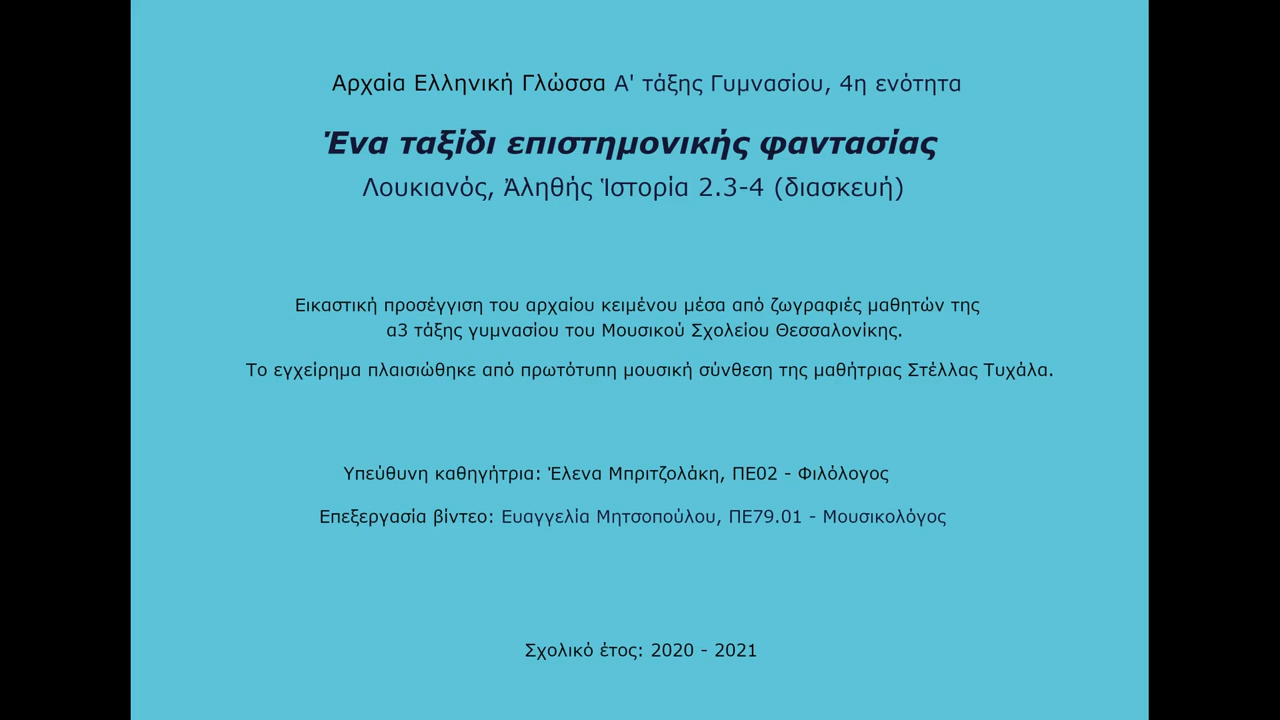 Αρχαία Ελληνική Γλώσσα Α' τάξης Γυμνασίου, 4η ενότητα
Ένα ταξίδι επιστημονικής φαντασίας
Λουκιανός, Ἀληθής Ἱστορία 2.3-4 (διασκευή)
Εικαστική προσέγγιση του αρχαίου κειμένου μέσα από ζωγραφιές μαθητών της
α3 τάξης γυμνασίου του Μουσικού Σχολείου Θεσσαλονίκης.
Το εγχείρημα πλαισιώθηκε από πρωτότυπη μουσική σύνθεση της μαθήτριας Στέλλας Τυχάλα.
Υπεύθυνη καθηγήτρια: Έλενα Μπριτζολάκη, ΠΕ02 - Φιλόλογος
Επεξεργασία βίντεο: Ευαγγελία Μητσοπούλου, ΠΕ79.01 - Μουσικολόγος
Σχολικό έτος: 2020 - 2021